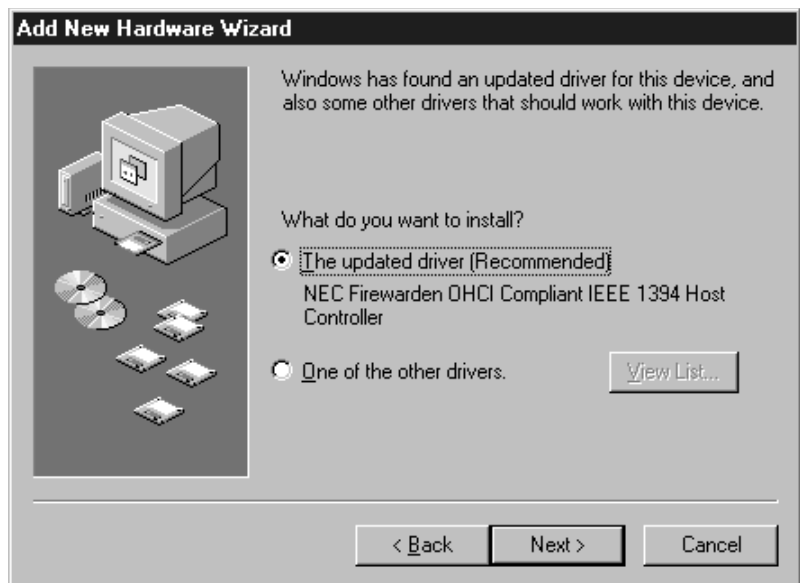 Add New Hardware Wizard
Windows has found an updated driver for this device, and
also some other drivers that should work with this device.
What do you want to install?
The updated driver (Recommended)
NEC Firewarden OHCI Compliant IEEE 1394 Host
Controller
One of the other drivers.
View List...
< Back
Next >
Cancel